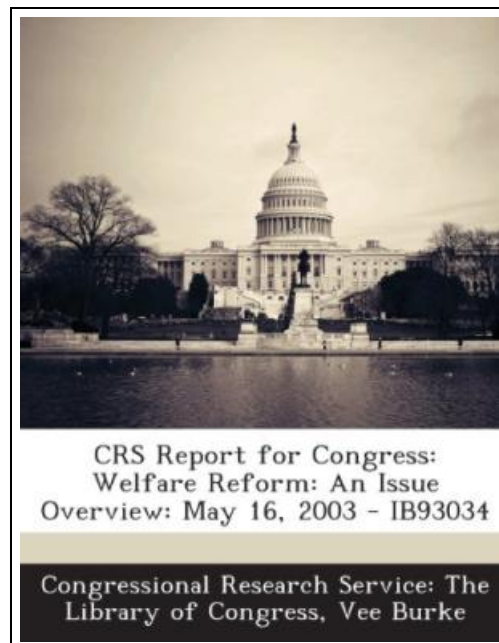 CRS Report for Congress:
Welfare Reform: An Issue
Overview: May 16, 2003 - IB93034
Congressional Research Service: The
Library of Congress, Vee Burke